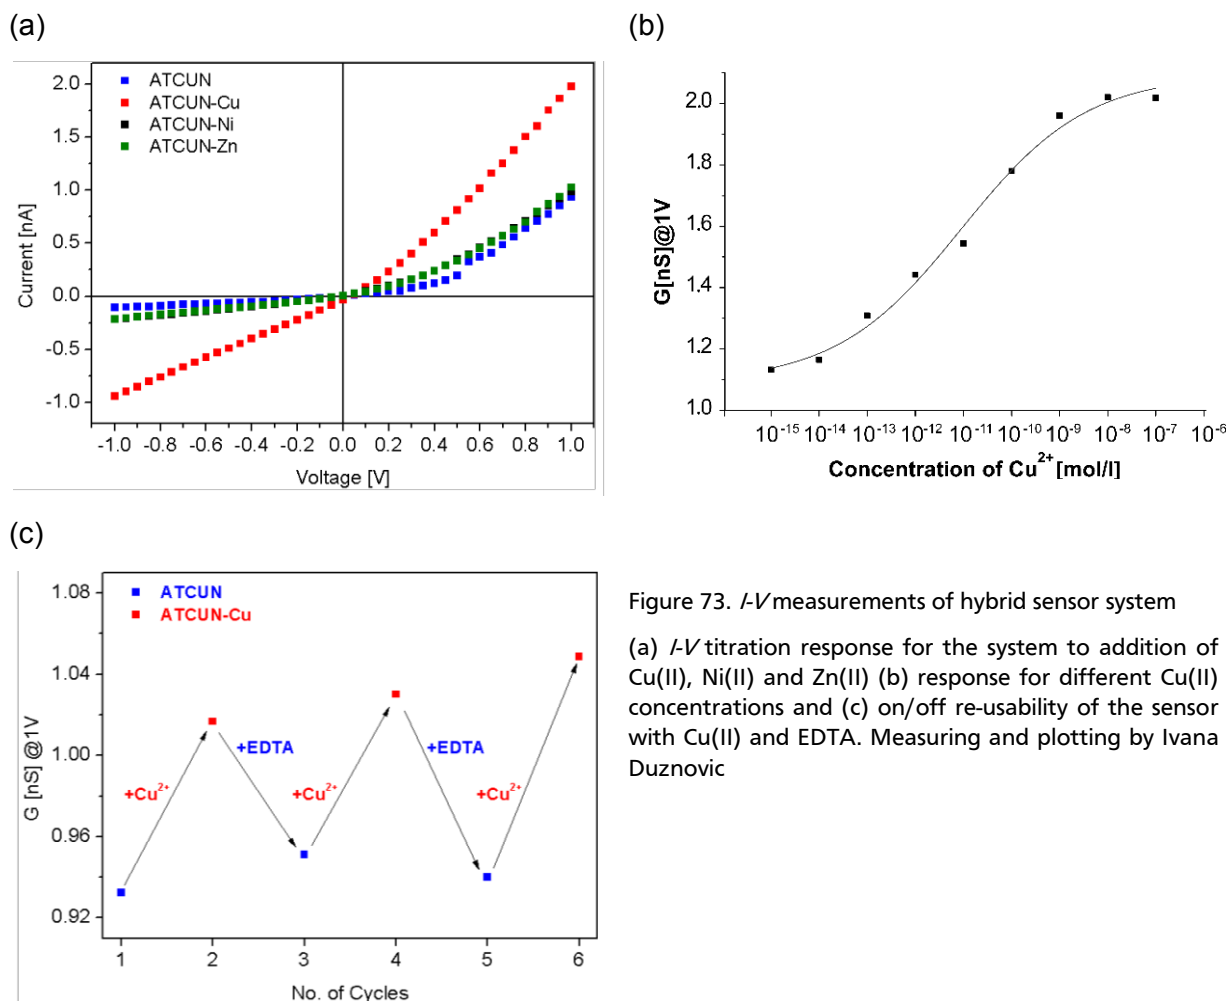 (a)
ATCUN
ATCUN-Cu
ATCUN-Ni
ATCUN-Zn
2.0
1.5
1.0
0.5
0.0
-0.5
-1.0
Current [nA]
-1.0 -0.8 -0.6 -0.4 -0.2 0.0 0.2 0.4 0.6 0.8 1.0
Voltage [V]
(b)
2.0
1.8
1.6
1.4
1.2
1.0
G[nS]@1V
10⁻¹⁵ 10⁻¹⁴ 10⁻¹³ 10⁻¹² 10⁻¹¹ 10⁻¹⁰ 10⁻⁹ 10⁻⁸ 10⁻⁷ 10⁻⁶
Concentration of Cu²⁺ [mol/l]
(c)
ATCUN
ATCUN-Cu
1.08
1.04
1.00
0.96
0.92
G [nS] @1V
+Cu²⁺
+EDTA
+Cu²⁺
+EDTA
+Cu²⁺
1 2 3 4 5 6
No. of Cycles
Figure 73. I-V measurements of hybrid sensor system
(a) I-V titration response for the system to addition of
Cu(II), Ni(II) and Zn(II) (b) response for different Cu(II)
concentrations and (c) on/off re-usability of the sensor
with Cu(II) and EDTA. Measuring and plotting by Ivana
Duznovic